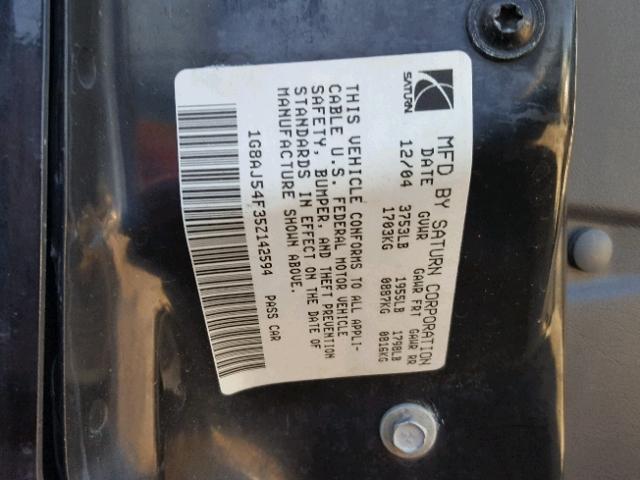 SATURN
MFD BY SATURN CORPORATION
DATE GVWR GAWR FRT GAWR RR
12/04 3753LB 1955LB 1798LB
1703KG 0887KG 0816KG
THIS VEHICLE CONFORMS TO ALL APPLI-
CABLE U.S. FEDERAL MOTOR VEHICLE
SAFETY, BUMPER, AND THEFT PREVENTION
STANDARDS IN EFFECT ON THE DATE OF
MANUFACTURE SHOWN ABOVE.
1G8AJ54F35Z142594 PASS CAR